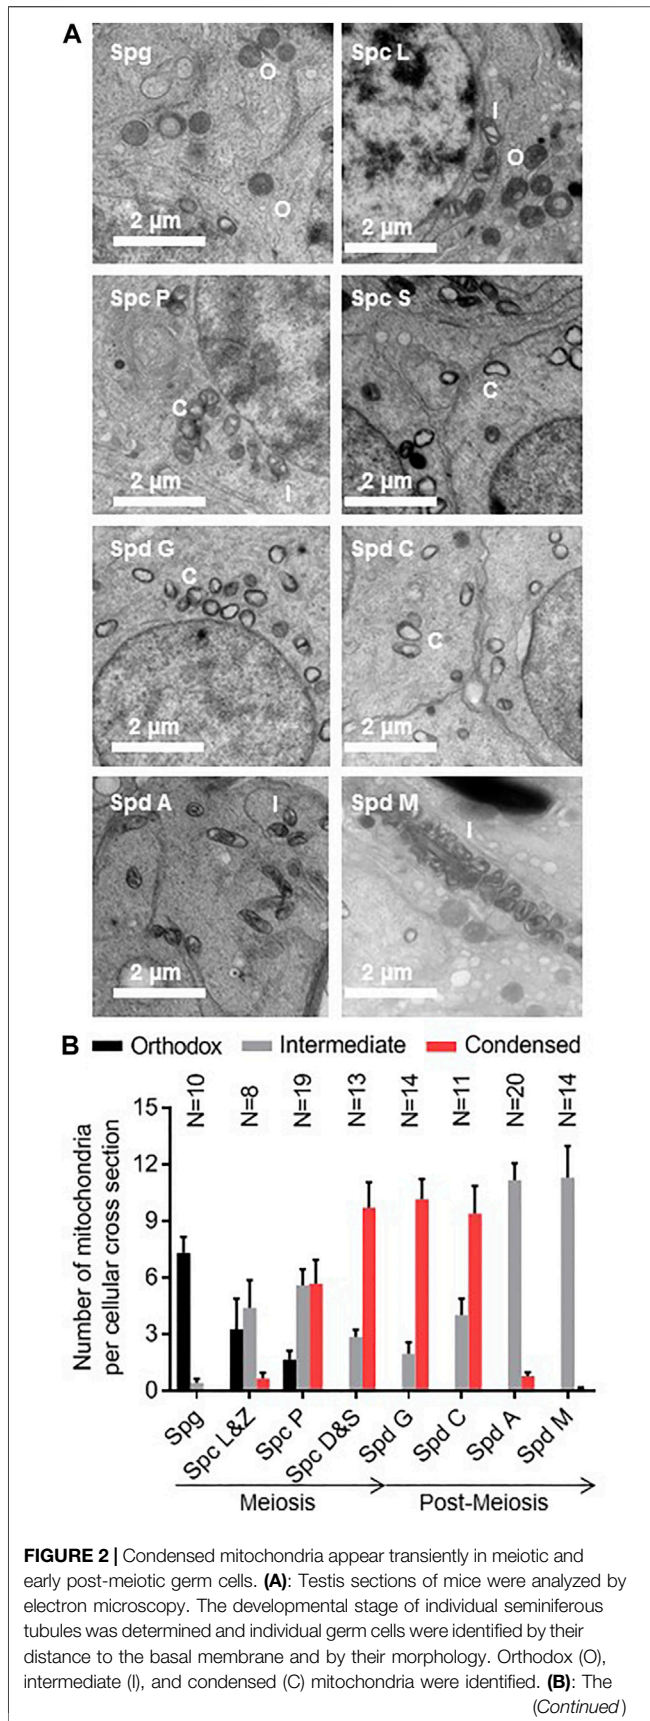 A
Spg
O
O
2 µm
Spc L
I
O
2 µm
Spc P
C
I
2 µm
Spc S
C
2 µm
Spd G
C
2 µm
Spd C
C
2 µm
Spd A
I
2 µm
Spd M
I
2 µm
B Orthodox Intermediate Condensed
N=10 N=8 N=19 N=13 N=14 N=11 N=20 N=14
Number of mitochondria
per cellular cross section
15
12
9
6
3
0
Spg Spc L&Z Spc P Spc D&S Spd G Spd C Spd A Spd M
Meiosis Post-Meiosis
FIGURE 2 | Condensed mitochondria appear transiently in meiotic and
early post-meiotic germ cells. (A): Testis sections of mice were analyzed by
electron microscopy. The developmental stage of individual seminiferous
tubules was determined and individual germ cells were identified by their
distance to the basal membrane and by their morphology. Orthodox (O),
intermediate (I), and condensed (C) mitochondria were identified. (B): The
(Continued)